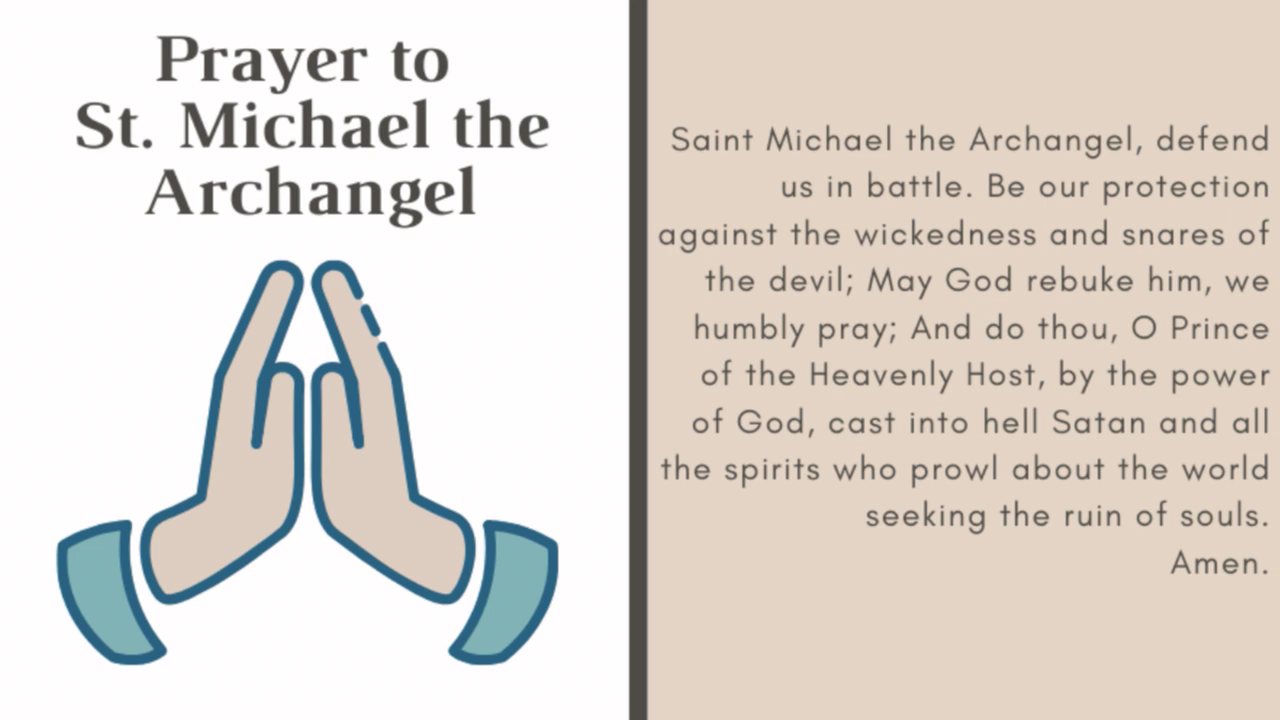 Prayer to
St. Michael the
Archangel
Saint Michael the Archangel, defend
us in battle. Be our protection
against the wickedness and snares of
the devil; May God rebuke him, we
humbly pray; And do thou, O Prince
of the Heavenly Host, by the power
of God, cast into hell Satan and all
the spirits who prowl about the world
seeking the ruin of souls.
Amen.